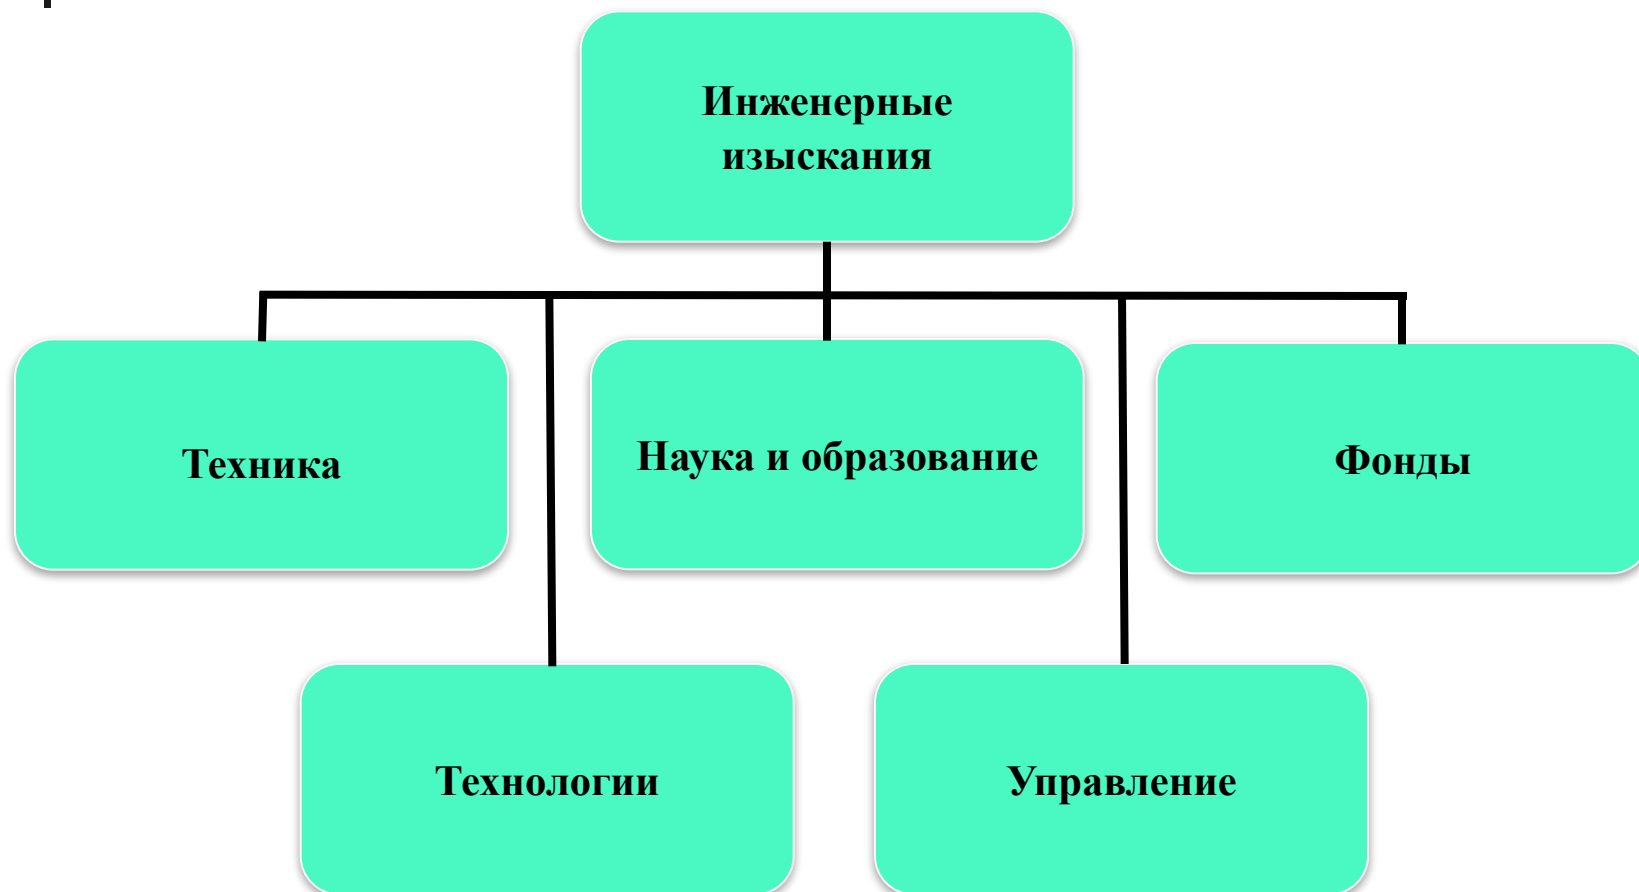 Инженерные
изыскания
Техника
Наука и образование
Фонды
Технологии
Управление